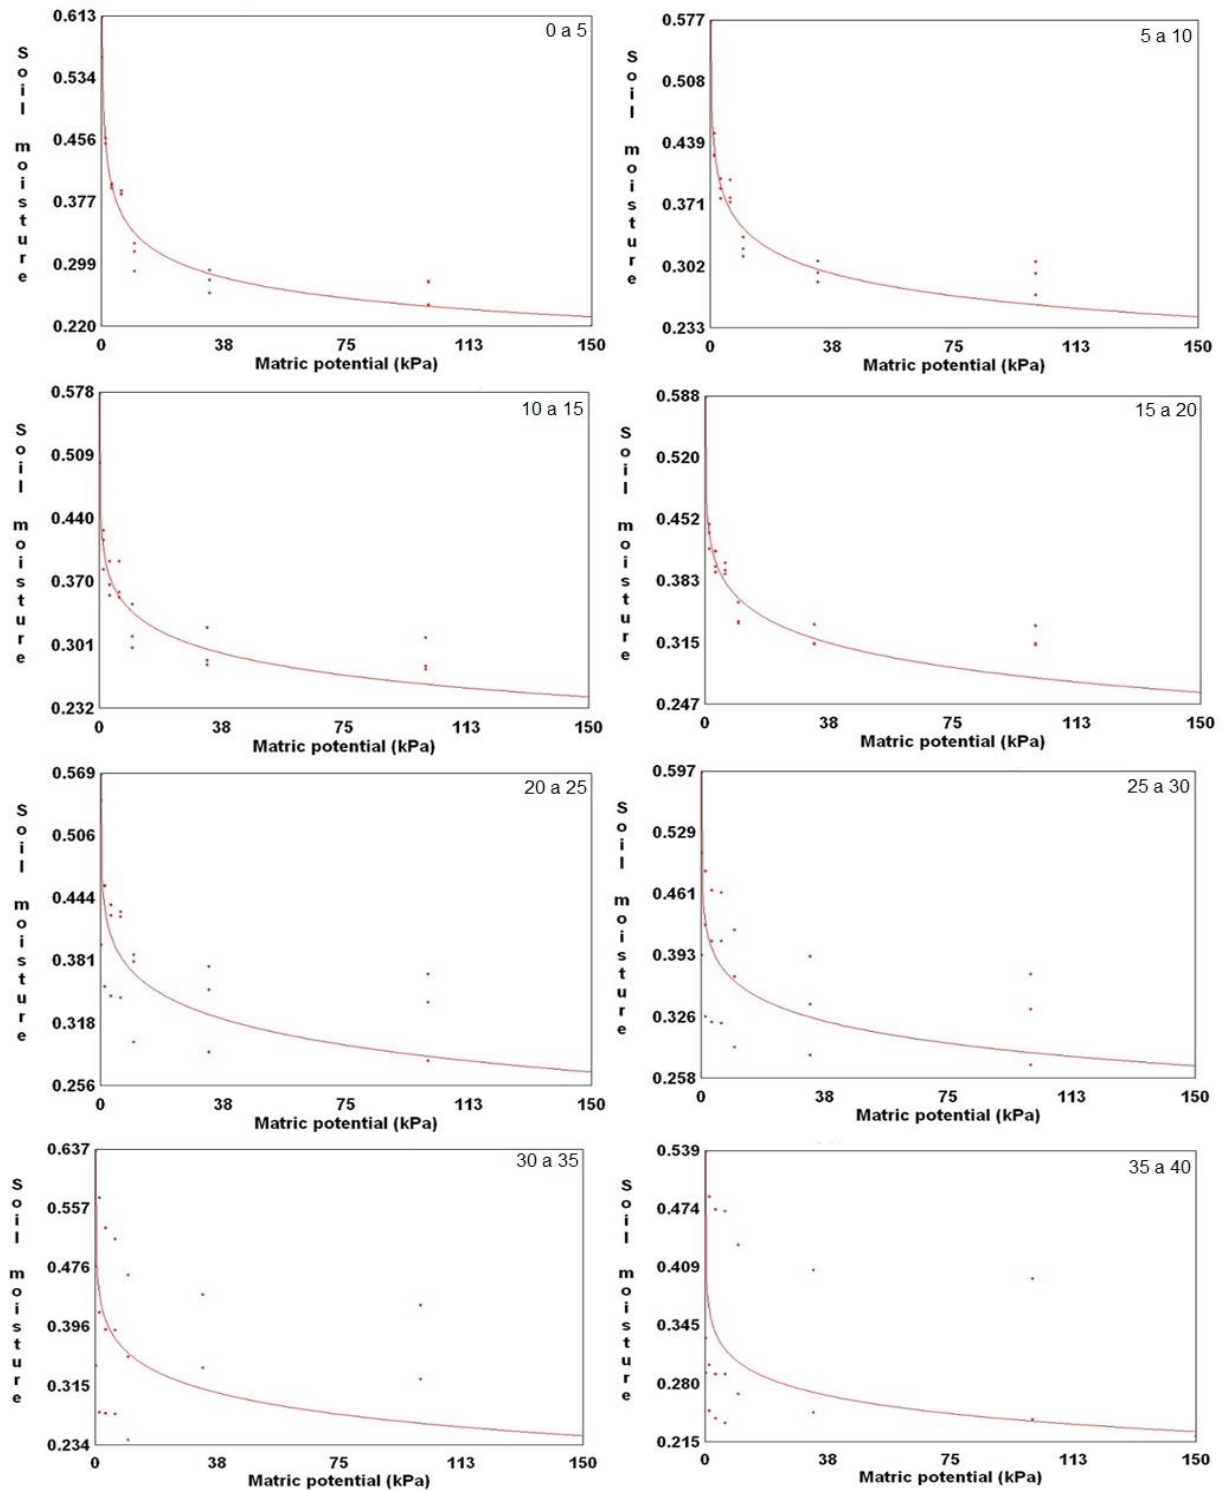 0 a 5
0.613
0.534
0.456
0.377
0.299
0.220
Soil moisture
0 38 75 113 150
Matric potential (kPa)
5 a 10
0.577
0.508
0.439
0.371
0.302
0.233
Soil moisture
0 38 75 113 150
Matric potential (kPa)
10 a 15
0.578
0.509
0.440
0.370
0.301
0.232
Soil moisture
0 38 75 113 150
Matric potential (kPa)
15 a 20
0.588
0.520
0.452
0.383
0.315
0.247
Soil moisture
0 38 75 113 150
Matric potential (kPa)
20 a 25
0.569
0.506
0.444
0.381
0.318
0.256
Soil moisture
0 38 75 113 150
Matric potential (kPa)
25 a 30
0.597
0.529
0.461
0.393
0.326
0.258
Soil moisture
0 38 75 113 150
Matric potential (kPa)
30 a 35
0.637
0.557
0.476
0.396
0.315
0.234
Soil moisture
0 38 75 113 150
Matric potential (kPa)
35 a 40
0.539
0.474
0.409
0.345
0.280
0.215
Soil moisture
0 38 75 113 150
Matric potential (kPa)